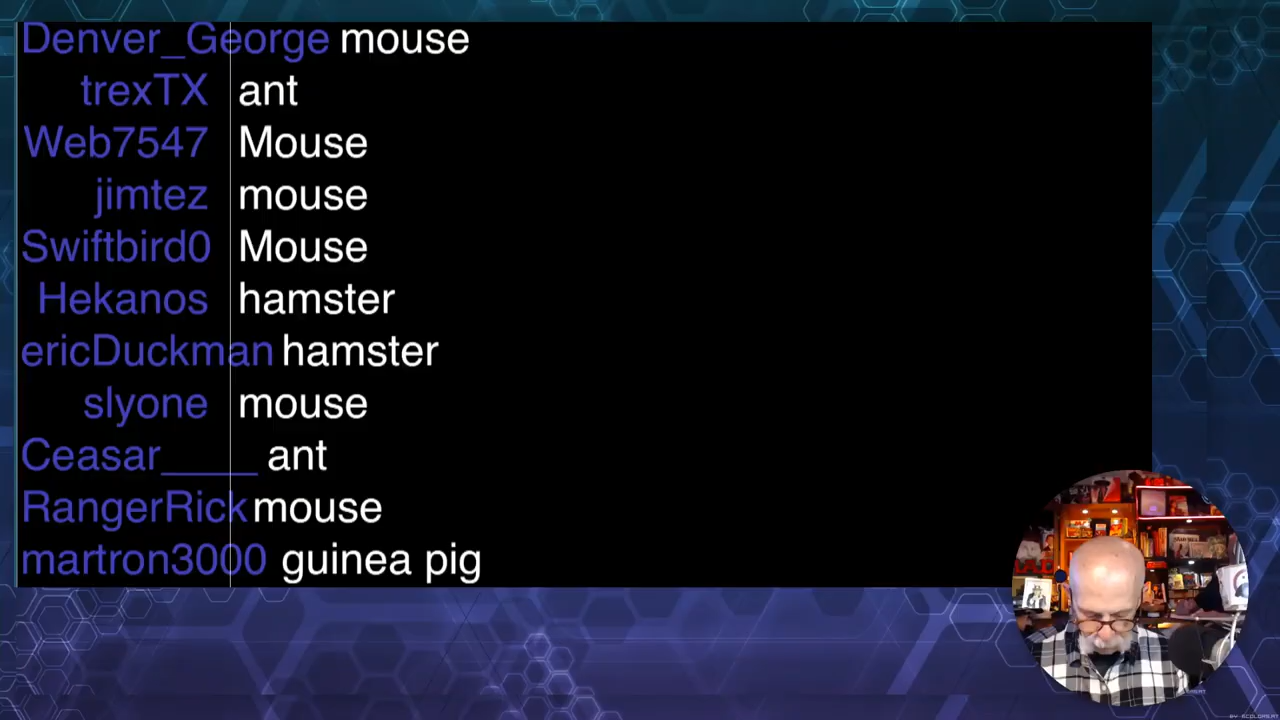 Denver_George mouse
trexTX ant
Web7547 Mouse
jimtez mouse
Swiftbird0 Mouse
Hekanos hamster
ericDuckman hamster
slyone mouse
Ceasar_____ ant
RangerRick mouse
martron3000 guinea pig